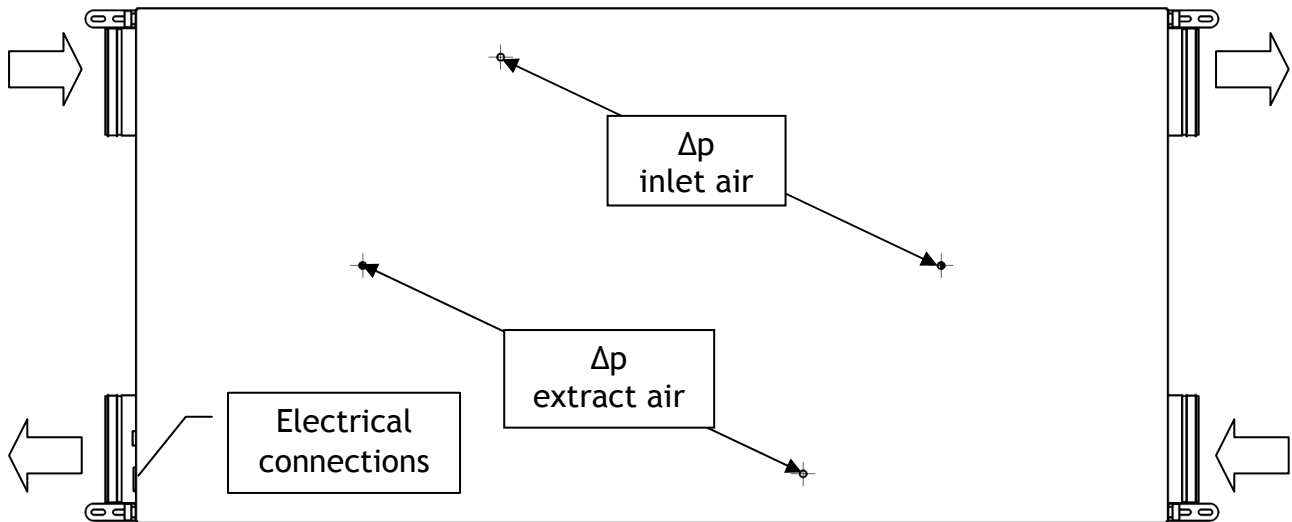 Δp
inlet air
Δp
extract air
Electrical
connections